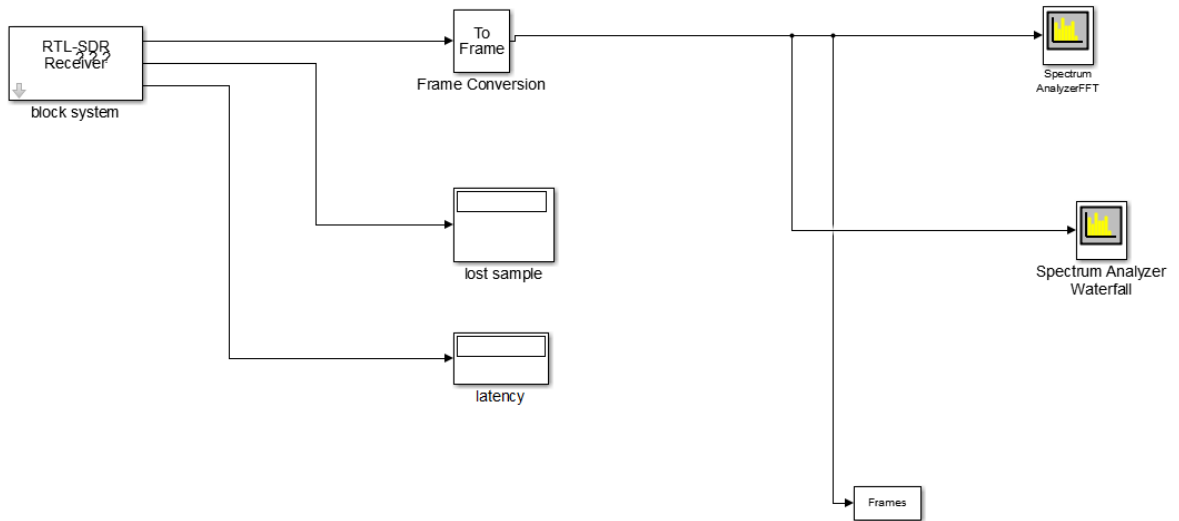 RTL-SDR
? ? ?
Receiver
block system
To
Frame
Frame Conversion
Spectrum
AnalyzerFFT
lost sample
Spectrum Analyzer
Waterfall
latency
Frames